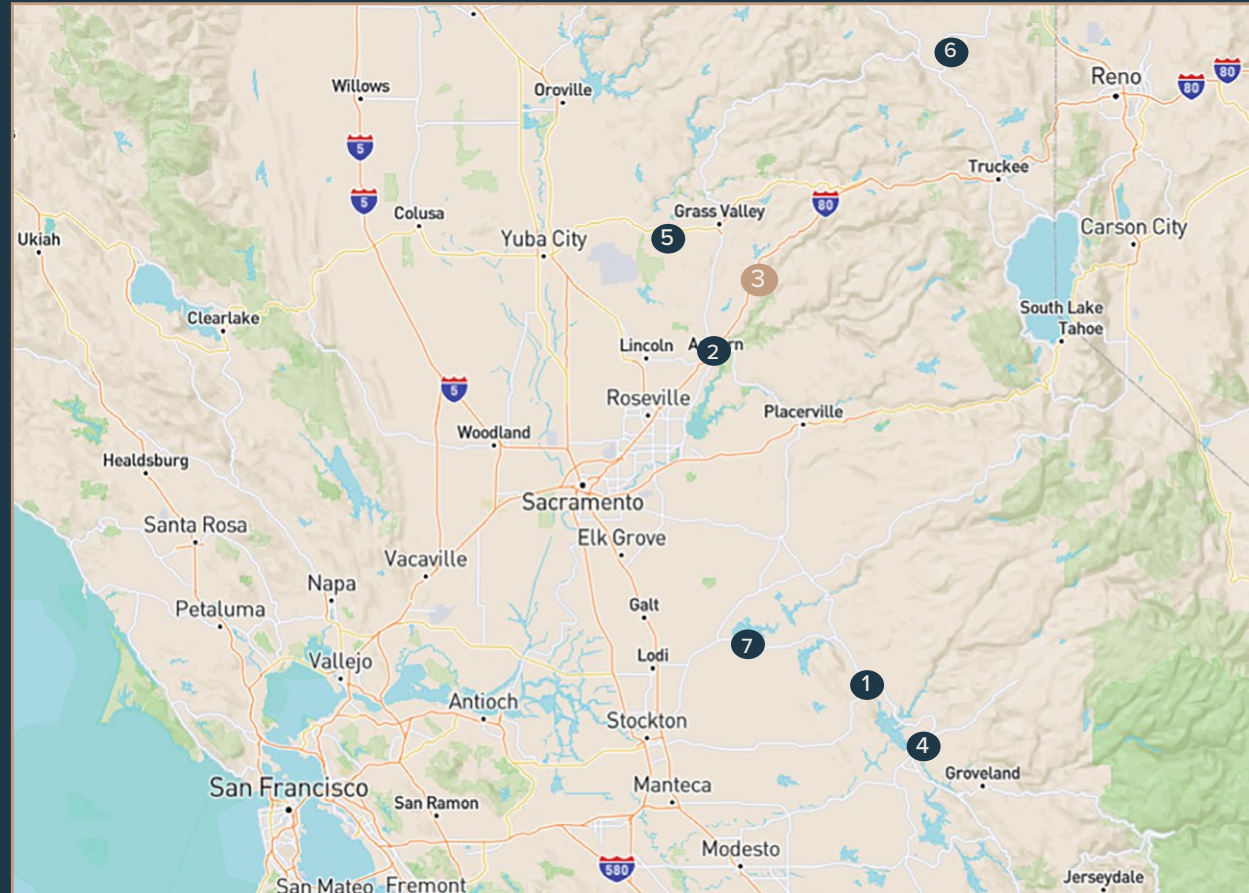 6
Reno
80
80
Willows
Oroville
5
Truckee
5
80
Colusa
Grass Valley
Carson City
Ukiah
Yuba City
5
3
South Lake
Tahoe
Clearlake
Lincoln
2
5
Roseville
Placerville
Woodland
Healdsburg
Sacramento
Santa Rosa
Elk Grove
Vacaville
Napa
Petaluma
Galt
7
Lodi
Vallejo
1
Antioch
Stockton
4
Groveland
San Francisco
Manteca
San Ramon
Modesto
580
Jerseydale
San Mateo
Fremont